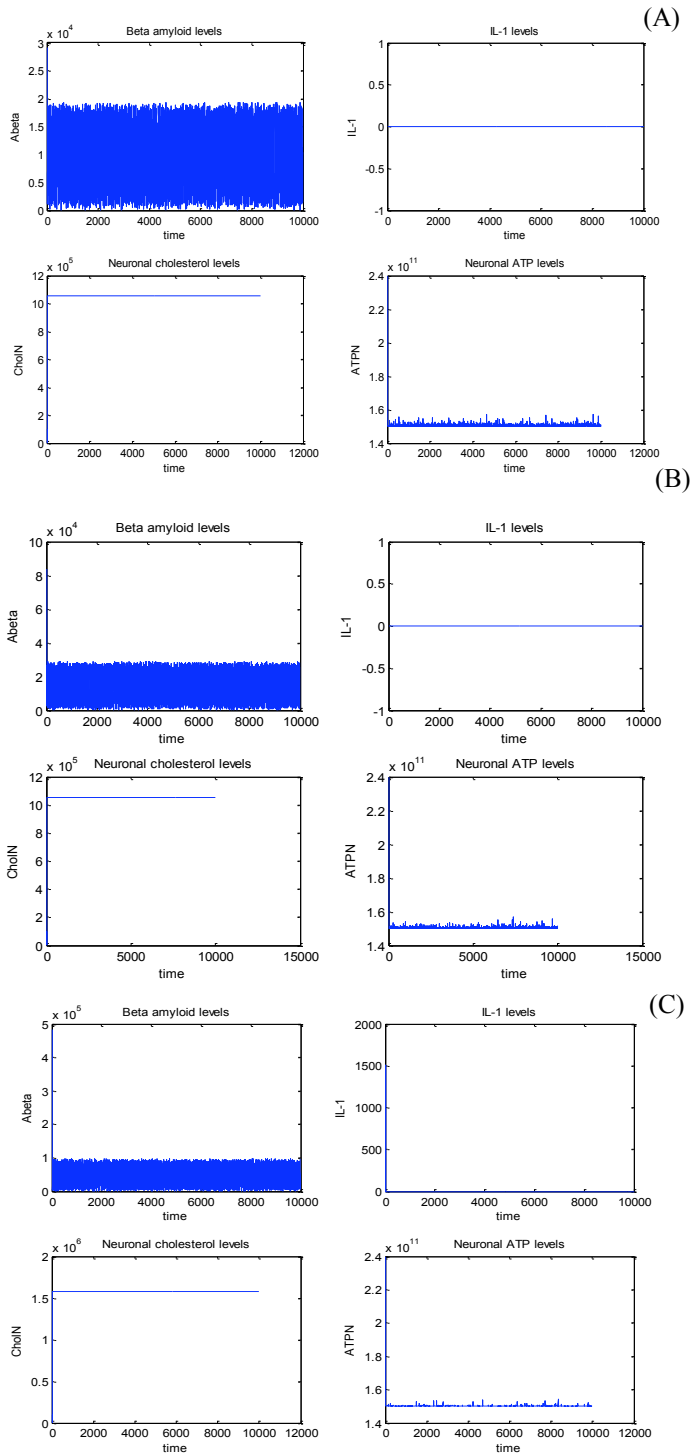 (A)
Beta amyloid levels
x 10^4
3
2.5
2
1.5
1
0.5
0
0 2000 4000 6000 8000 10000
Abeta
time
IL-1 levels
1
0.5
0
-0.5
-1
0 2000 4000 6000 8000 10000
IL-1
time
Neuronal cholesterol levels
x 10^5
12
10
8
6
4
2
0
0 2000 4000 6000 8000 10000 12000
CholN
time
Neuronal ATP levels
x 10^11
2.4
2.2
2
1.8
1.6
1.4
0 2000 4000 6000 8000 10000 12000
ATPN
time
(B)
Beta amyloid levels
x 10^4
10
8
6
4
2
0
0 2000 4000 6000 8000 10000
Abeta
time
IL-1 levels
1
0.5
0
-0.5
-1
0 2000 4000 6000 8000 10000
IL-1
time
Neuronal cholesterol levels
x 10^5
12
10
8
6
4
2
0
0 5000 10000 15000
CholN
time
Neuronal ATP levels
x 10^11
2.4
2.2
2
1.8
1.6
1.4
0 5000 10000 15000
ATPN
time
(C)
Beta amyloid levels
x 10^5
5
4
3
2
1
0
0 2000 4000 6000 8000 10000
Abeta
time
IL-1 levels
2000
1500
1000
500
0
0 2000 4000 6000 8000 10000
IL-1
time
Neuronal cholesterol levels
x 10^6
2
1.5
1
0.5
0
0 2000 4000 6000 8000 10000 12000
CholN
time
Neuronal ATP levels
x 10^11
2.4
2.2
2
1.8
1.6
1.4
0 2000 4000 6000 8000 10000 12000
ATPN
time